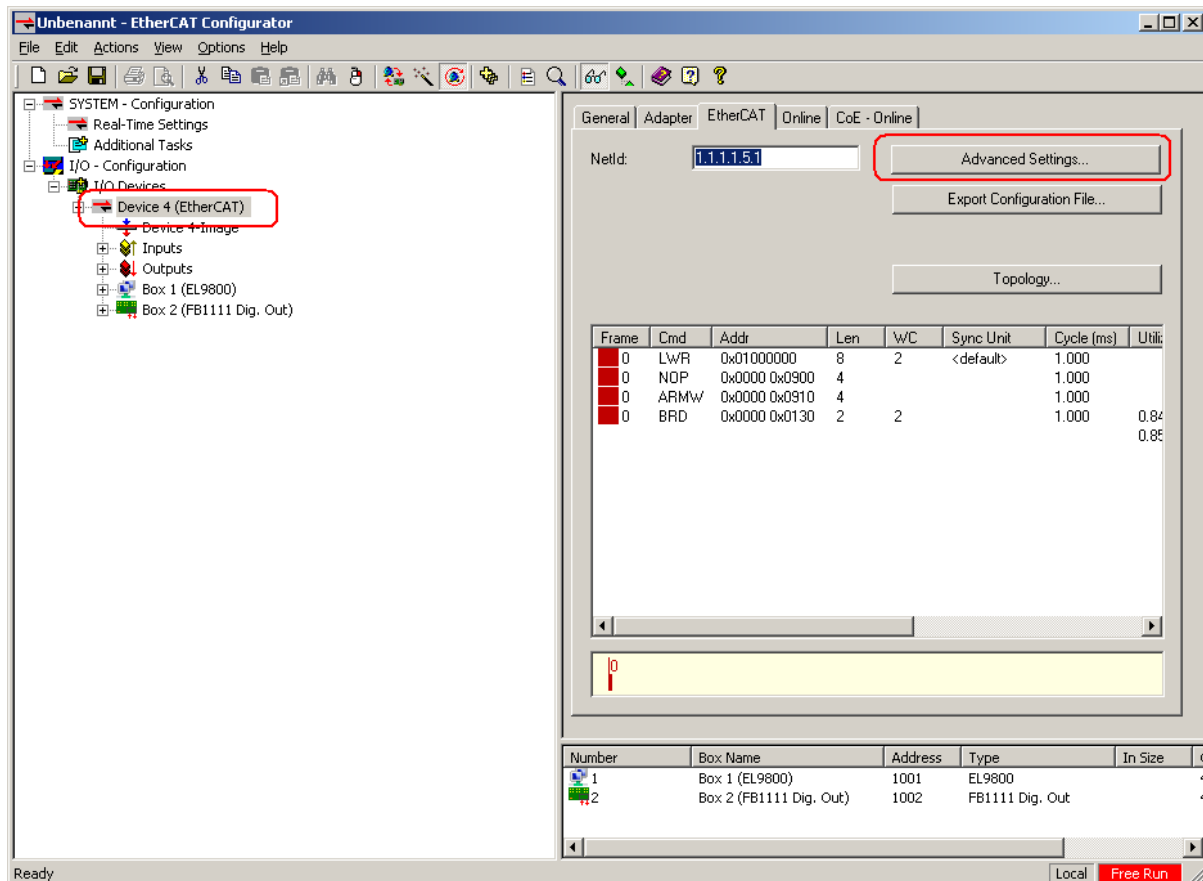 Unbenannt - EtherCAT Configurator
File Edit Actions View Options Help
SYSTEM - Configuration
Real-Time Settings
Additional Tasks
I/O - Configuration
I/O Devices
Device 4 (EtherCAT)
Device 4-Image
Inputs
Outputs
Box 1 (EL9800)
Box 2 (FB1111 Dig. Out)
General Adapter EtherCAT Online CoE - Online
NetId: 1.1.1.1.5.1 Advanced Settings...
Export Configuration File...
Topology...
Frame Cmd Addr Len WC Sync Unit Cycle (ms)
0 LWR 0x01000000 8 2 <default> 1.000
0 NOP 0x0000 0x0900 4 1.000
0 ARMW 0x0000 0x0910 4 1.000
0 BRD 0x0000 0x0130 2 2 1.000 0.84
0.85
0
Number Box Name Address Type In Size
1 Box 1 (EL9800) 1001 EL9800
2 Box 2 (FB1111 Dig. Out) 1002 FB1111 Dig. Out
Ready Local Free Run